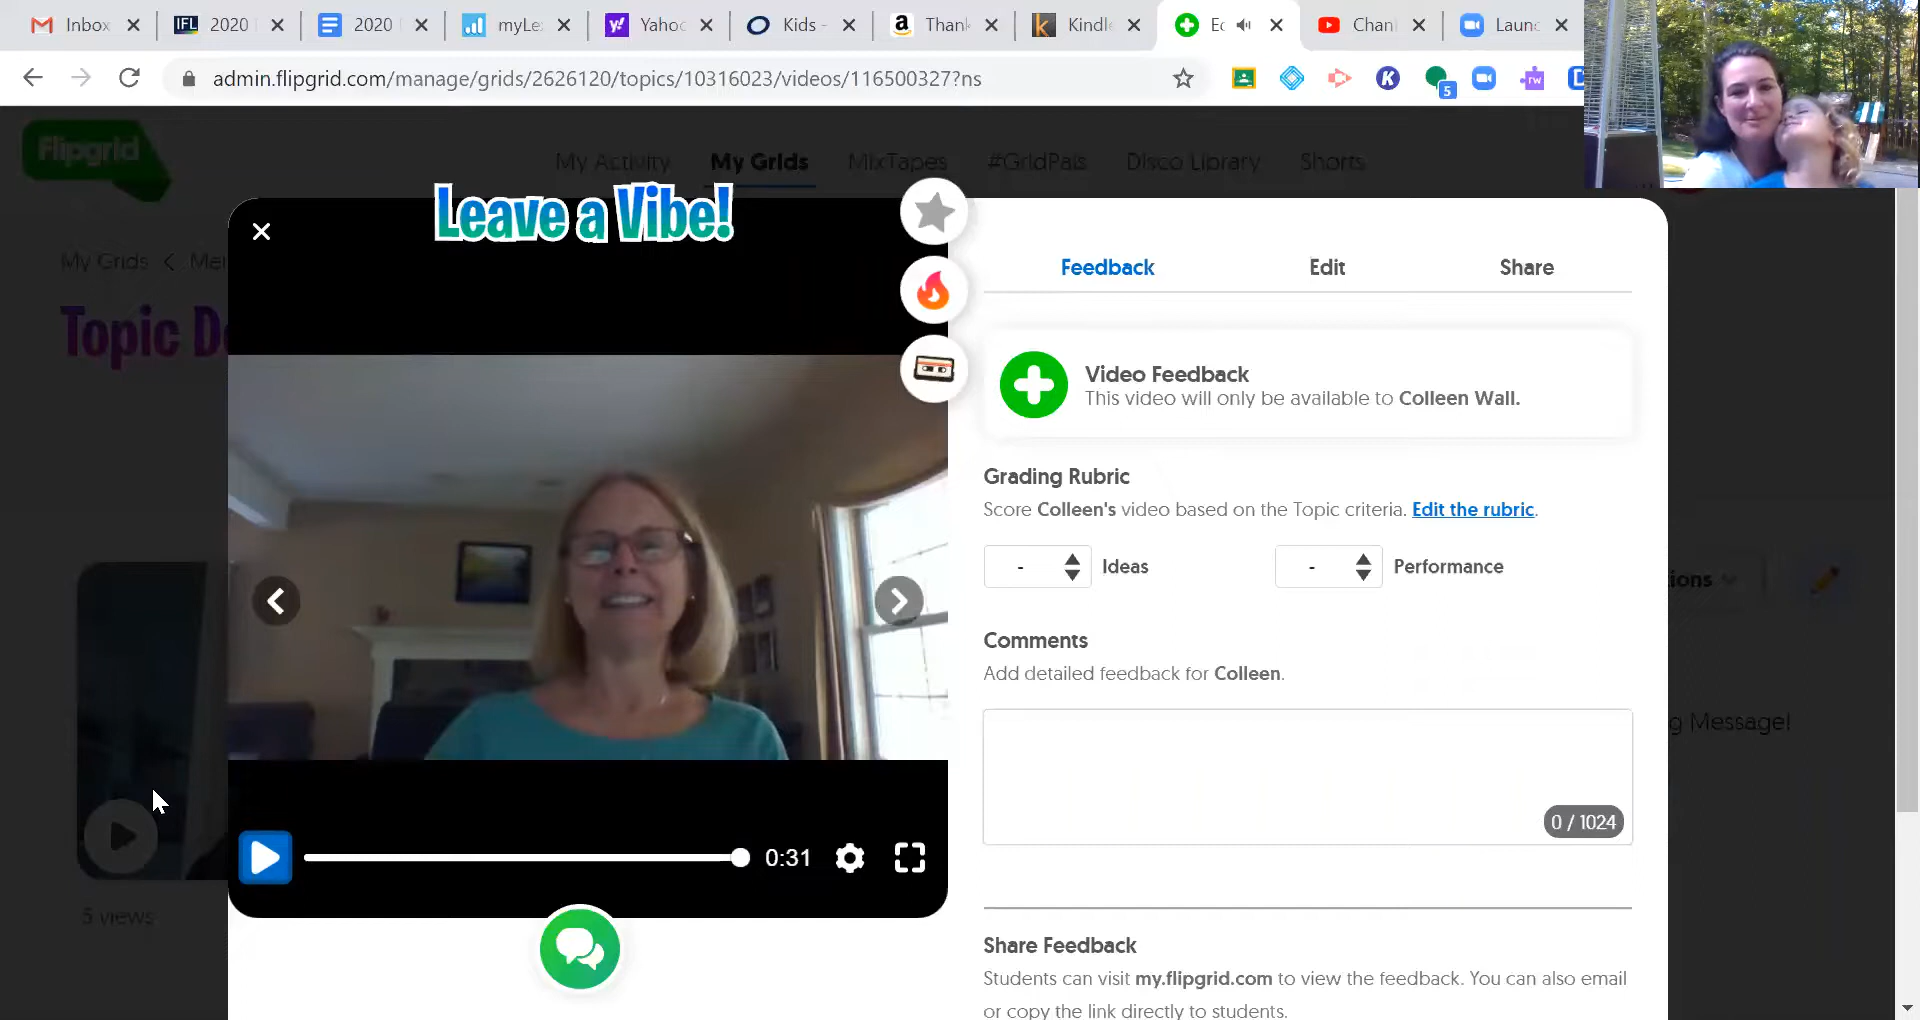 Inbox
2020
2020
myLe
Yahoo
Kids -
Thank
Kindle
Ec
Chan
Launc
admin.flipgrid.com/manage/grids/2626120/topics/10316023/videos/116500327?ns
5
Flipgrid
My Activity
My Grids
MixTapes
#GridPals
Disco Library
Shorts
Leave a Vibe!
My Grids < Me
Topic De
Feedback
Edit
Share
Video Feedback
This video will only be available to Colleen Wall.
Grading Rubric
Score Colleen's video based on the Topic criteria. Edit the rubric.
- Ideas
- Performance
ions
Comments
Add detailed feedback for Colleen.
g Message!
0 / 1024
0:31
5 views
Share Feedback
Students can visit my.flipgrid.com to view the feedback. You can also email
or copy the link directly to students.